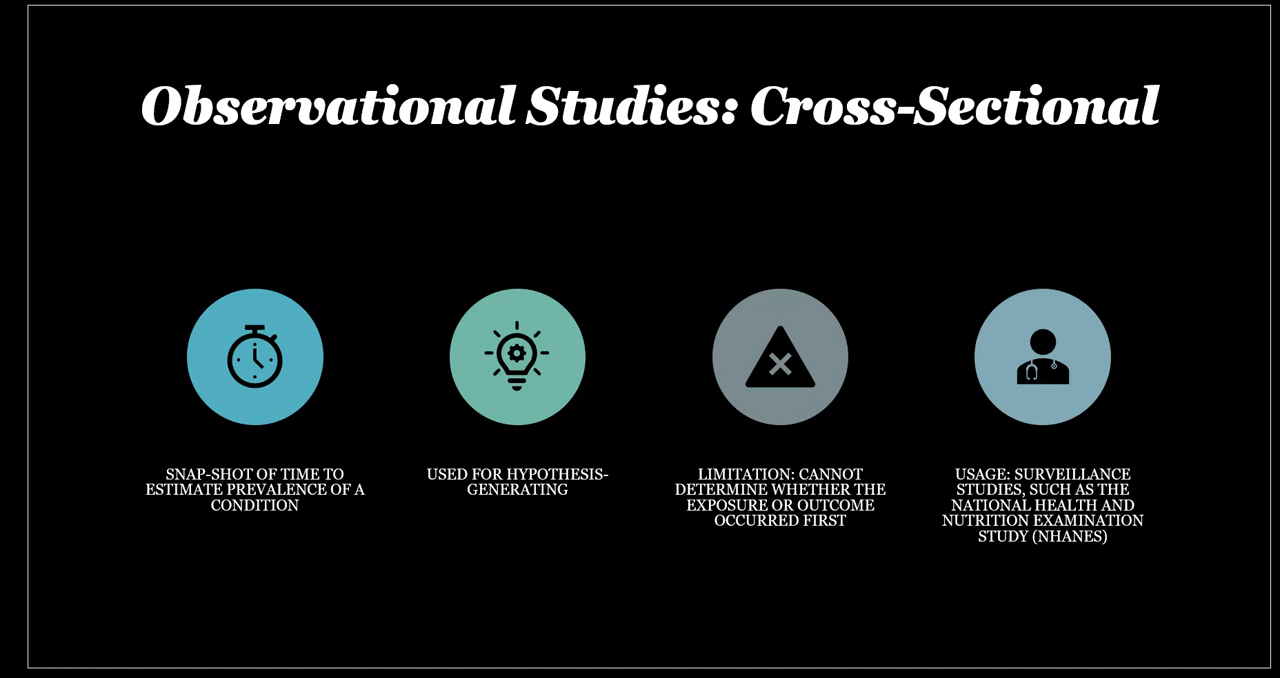 Observational Studies: Cross-Sectional
SNAP-SHOT OF TIME TO
ESTIMATE PREVALENCE OF A
CONDITION
USED FOR HYPOTHESIS-
GENERATING
LIMITATION: CANNOT
DETERMINE WHETHER THE
EXPOSURE OR OUTCOME
OCCURRED FIRST
USAGE: SURVEILLANCE
STUDIES, SUCH AS THE
NATIONAL HEALTH AND
NUTRITION EXAMINATION
STUDY (NHANES)